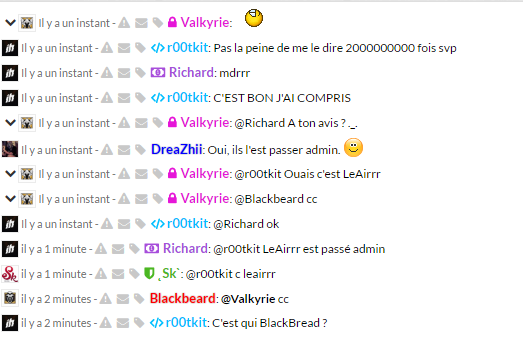 Il y a un instant - Valkyrie:
Il y a un instant - r00tkit: Pas la peine de me le dire 2000000000 fois svp
Il y a un instant - Richard: mdrrr
Il y a un instant - r00tkit: C'EST BON J'AI COMPRIS
Il y a un instant - Valkyrie: @Richard A ton avis ? ._.
Il y a un instant - DreaZhii: Oui, ils l'est passer admin.
Il y a un instant - Valkyrie: @r00tkit Ouais c'est LeAirrr
Il y a un instant - Valkyrie: @Blackbeard cc
Il y a un instant - r00tkit: @Richard ok
il y a 1 minute - Richard: @r00tkit LeAirrr est passé admin
il y a 1 minute - ˛Sk`: @r00tkit c leairrr
il y a 2 minutes - Blackbeard: @Valkyrie cc
il y a 2 minutes - r00tkit: C'est qui BlackBread ?